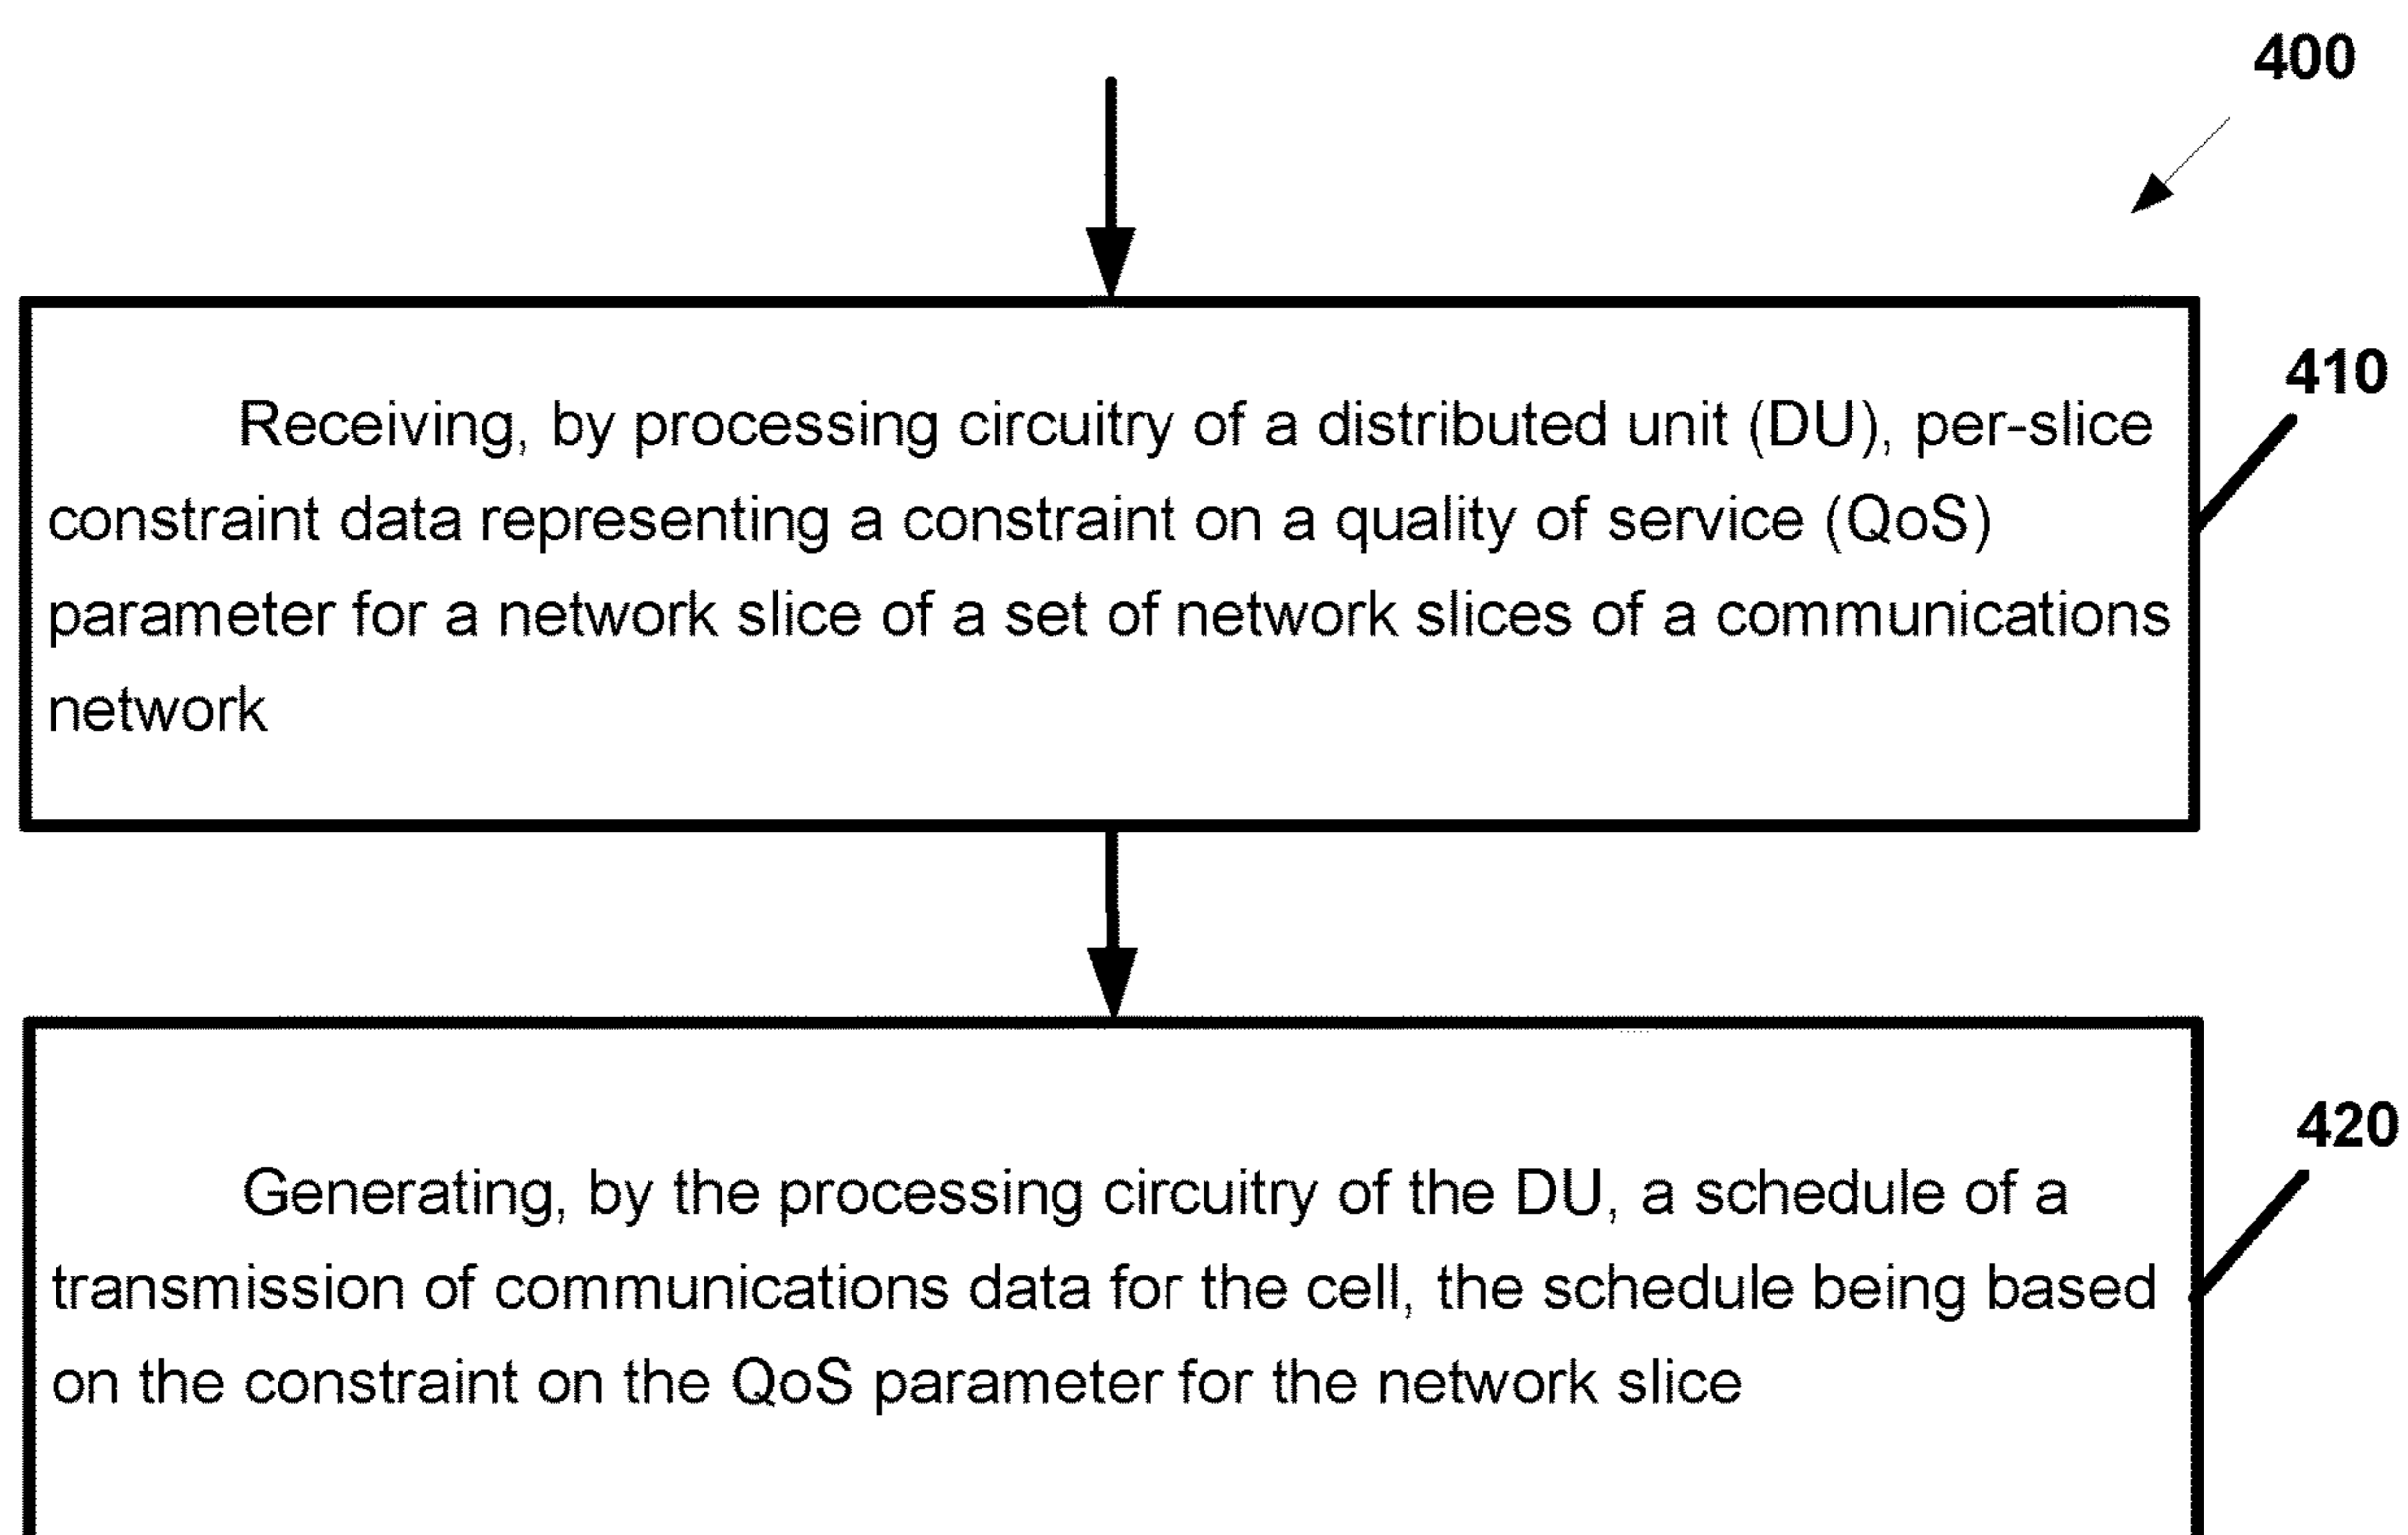 400
410
Receiving, by processing circuitry of a distributed unit (DU), per-slice
constraint data representing a constraint on a quality of service (QoS)
parameter for a network slice of a set of network slices of a communications
network
420
Generating, by the processing circuitry of the DU, a schedule of a
transmission of communications data for the cell, the schedule being based
on the constraint on the QoS parameter for the network slice